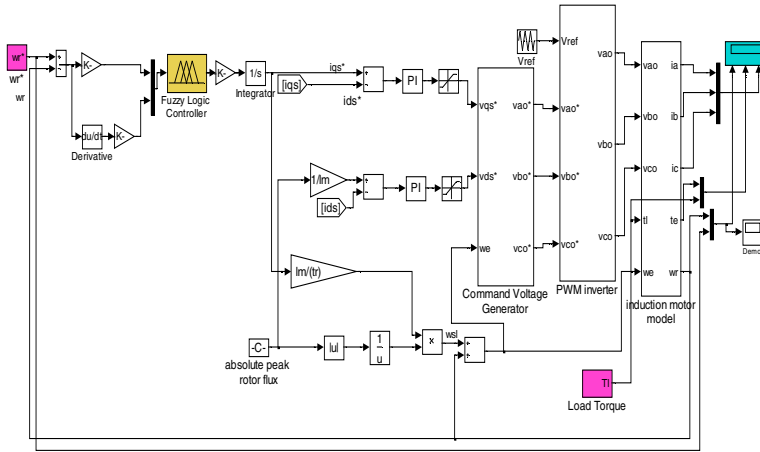 wr*
wr*
wr
K-
du/dt
Derivative
K-
Fuzzy Logic
Controller
K-
1/s
Integrator
iqs*
[iqs]
ids*
PI
1/lm
[ids]
PI
lm/(tr)
-C-
absolute peak
rotor flux
|u|
1
u
x
wsl
vqs*
vds*
we
vao*
vbo*
vco*
Command Voltage
Generator
Vref
Vref
vao*
vbo*
vco*
vao
vbo
vco
PWM inverter
vao
vbo
vco
tl
we
ia
ib
ic
te
wr
induction motor
model
Tl
Load Torque